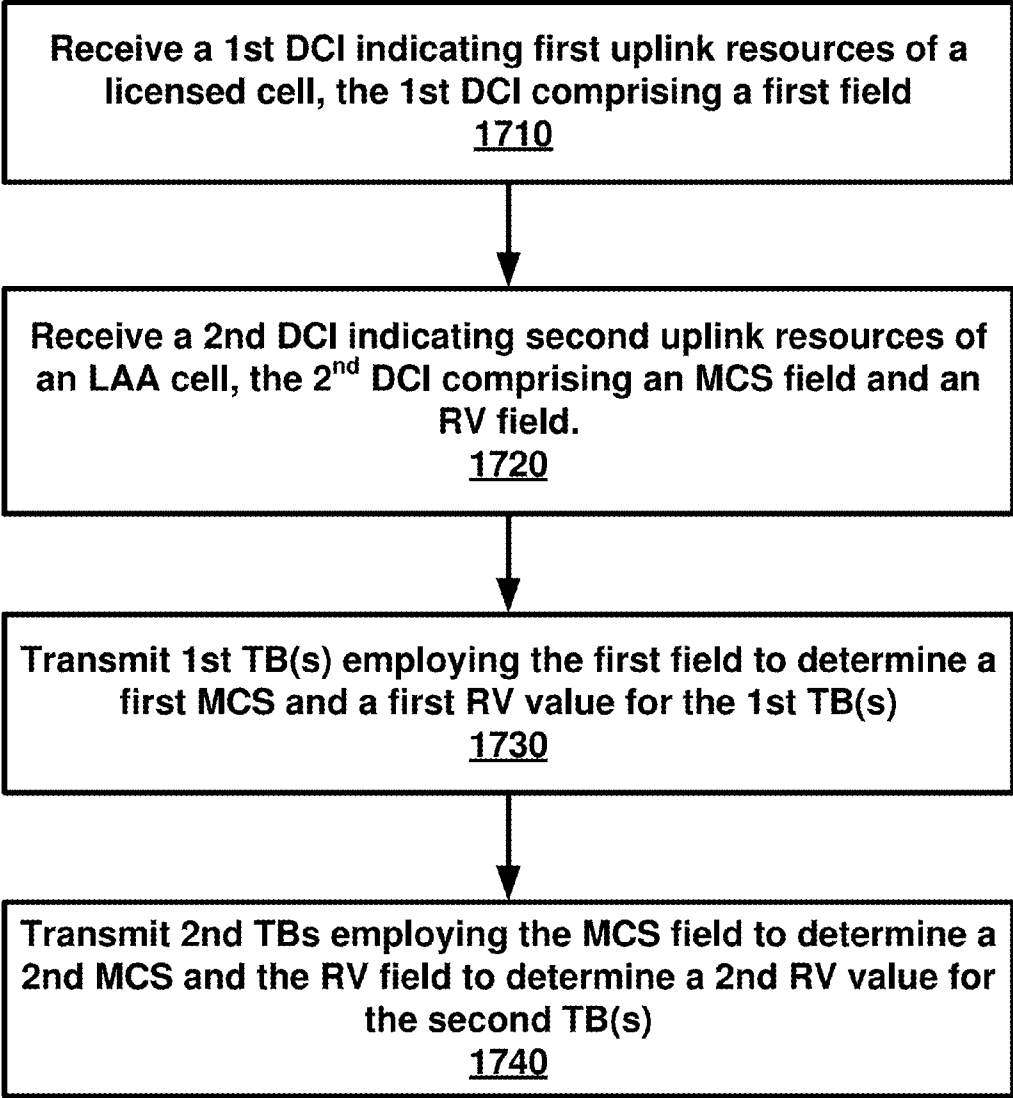 Receive a 1st DCI indicating first uplink resources of a
licensed cell, the 1st DCI comprising a first field
1710
Receive a 2nd DCI indicating second uplink resources of
an LAA cell, the 2nd DCI comprising an MCS field and an
RV field.
1720
Transmit 1st TB(s) employing the first field to determine a
first MCS and a first RV value for the 1st TB(s)
1730
Transmit 2nd TBs employing the MCS field to determine a
2nd MCS and the RV field to determine a 2nd RV value for
the second TB(s)
1740